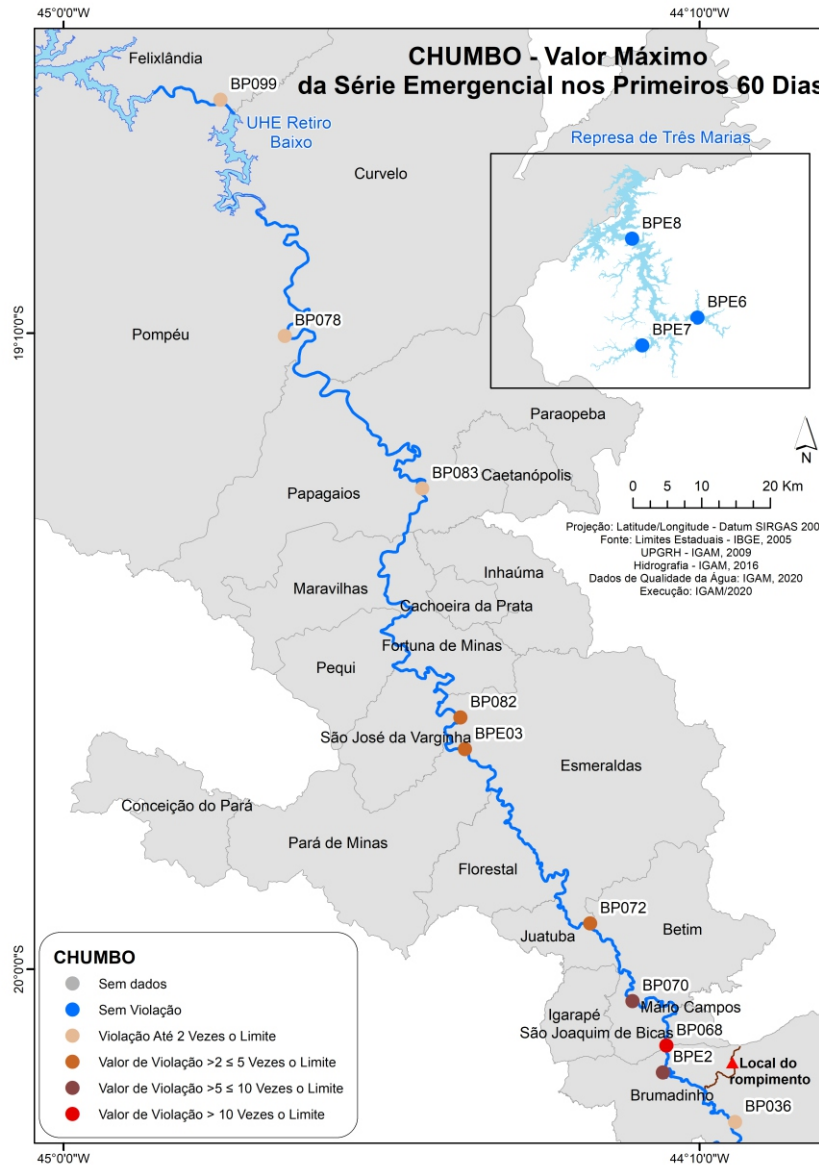 45°0'0"W
44°10'0"W
CHUMBO - Valor Máximo
da Série Emergencial nos Primeiros 60 Dias
Felixlândia
BP099
UHE Retiro
Baixo
Represa de Três Marias
Curvelo
BPE8
BPE6
BPE7
19°10'0"S
Pompéu
BP078
Paraopeba
N
BP083
Caetanópolis
Papagaios
0 5 10 20 Km
Projeção: Latitude/Longitude - Datum SIRGAS 200
Fonte: Limites Estaduais - IBGE, 2005
UPGRH - IGAM, 2009
Hidrografia - IGAM, 2016
Dados de Qualidade da Água: IGAM, 2020
Execução: IGAM/2020
Inhaúma
Maravilhas
Cachoeira da Prata
Fortuna de Minas
Pequi
BP082
São José da Varginha
BPE03
Esmeraldas
Conceição do Pará
Pará de Minas
Florestal
BP072
Juatuba
Betim
20°0'0"S
BP070
Mário Campos
Igarapé
São Joaquim de Bicas
BP068
BPE2
Local do
rompimento
Brumadinho
BP036
CHUMBO
Sem dados
Sem Violação
Violação Até 2 Vezes o Limite
Valor de Violação >2 ≤ 5 Vezes o Limite
Valor de Violação >5 ≤ 10 Vezes o Limite
Valor de Violação > 10 Vezes o Limite
45°0'0"W
44°10'0"W